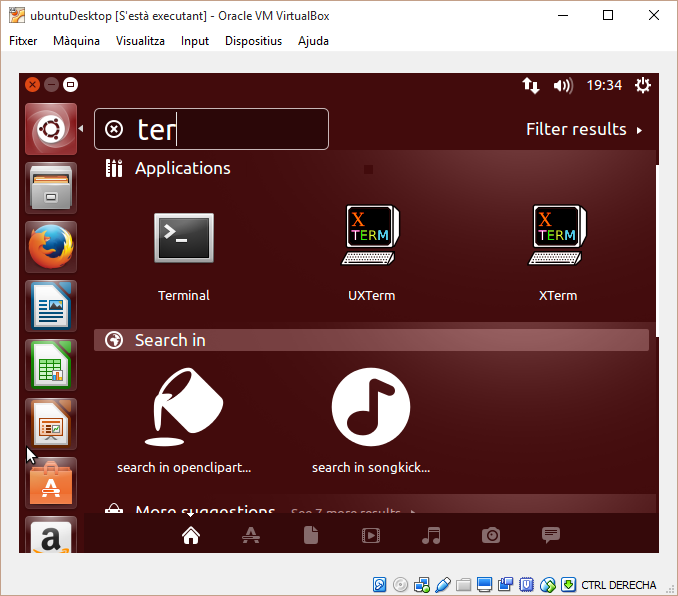 ubuntuDesktop [S'està executant] - Oracle VM VirtualBox
Fitxer Màquina Visualitza Input Dispositius Ajuda
19:34
ter
Filter results
Applications
X TERM X TERM
Terminal UXTerm XTerm
Search in
search in openclipart... search in songkick...
More suggestions See 7 more results
CTRL DERECHA